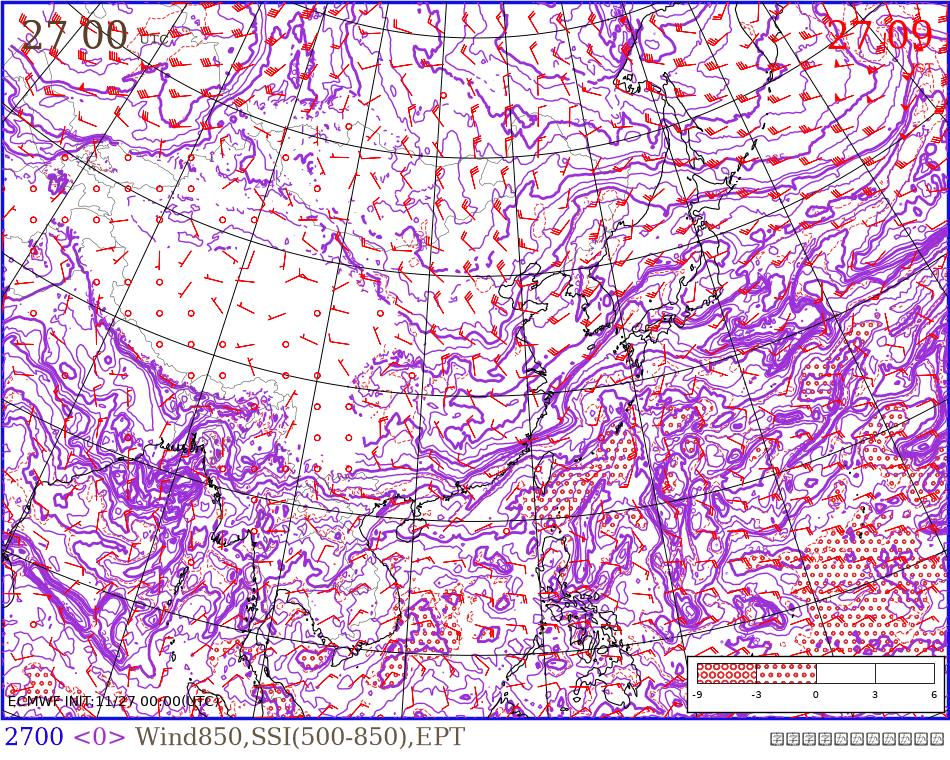 27 00 UTC 27.09
-9 -3 0 3 6
ECMWF INIT:11/27 00:00(UTC)
2700 <0> Wind850,SSI(500-850),EPT